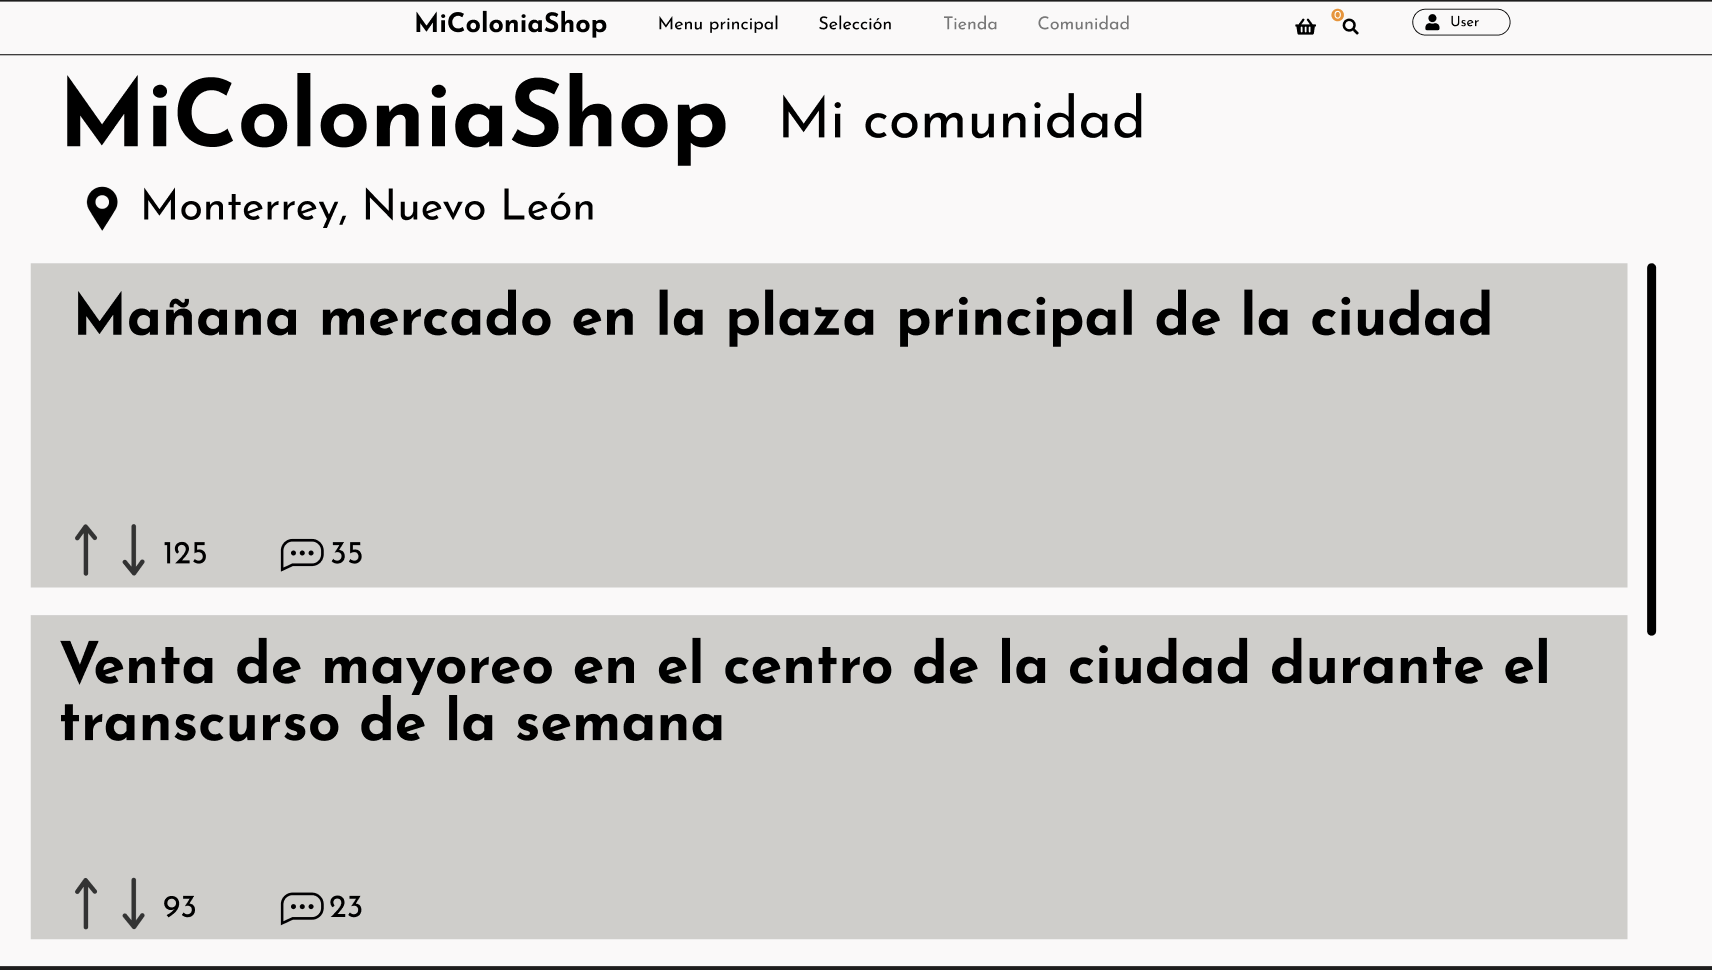 MiColoniaShop Menu principal Selección Tienda Comunidad 0 User
MiColoniaShop Mi comunidad
Monterrey, Nuevo León
Mañana mercado en la plaza principal de la ciudad
125 35
Venta de mayoreo en el centro de la ciudad durante el
transcurso de la semana
93 23